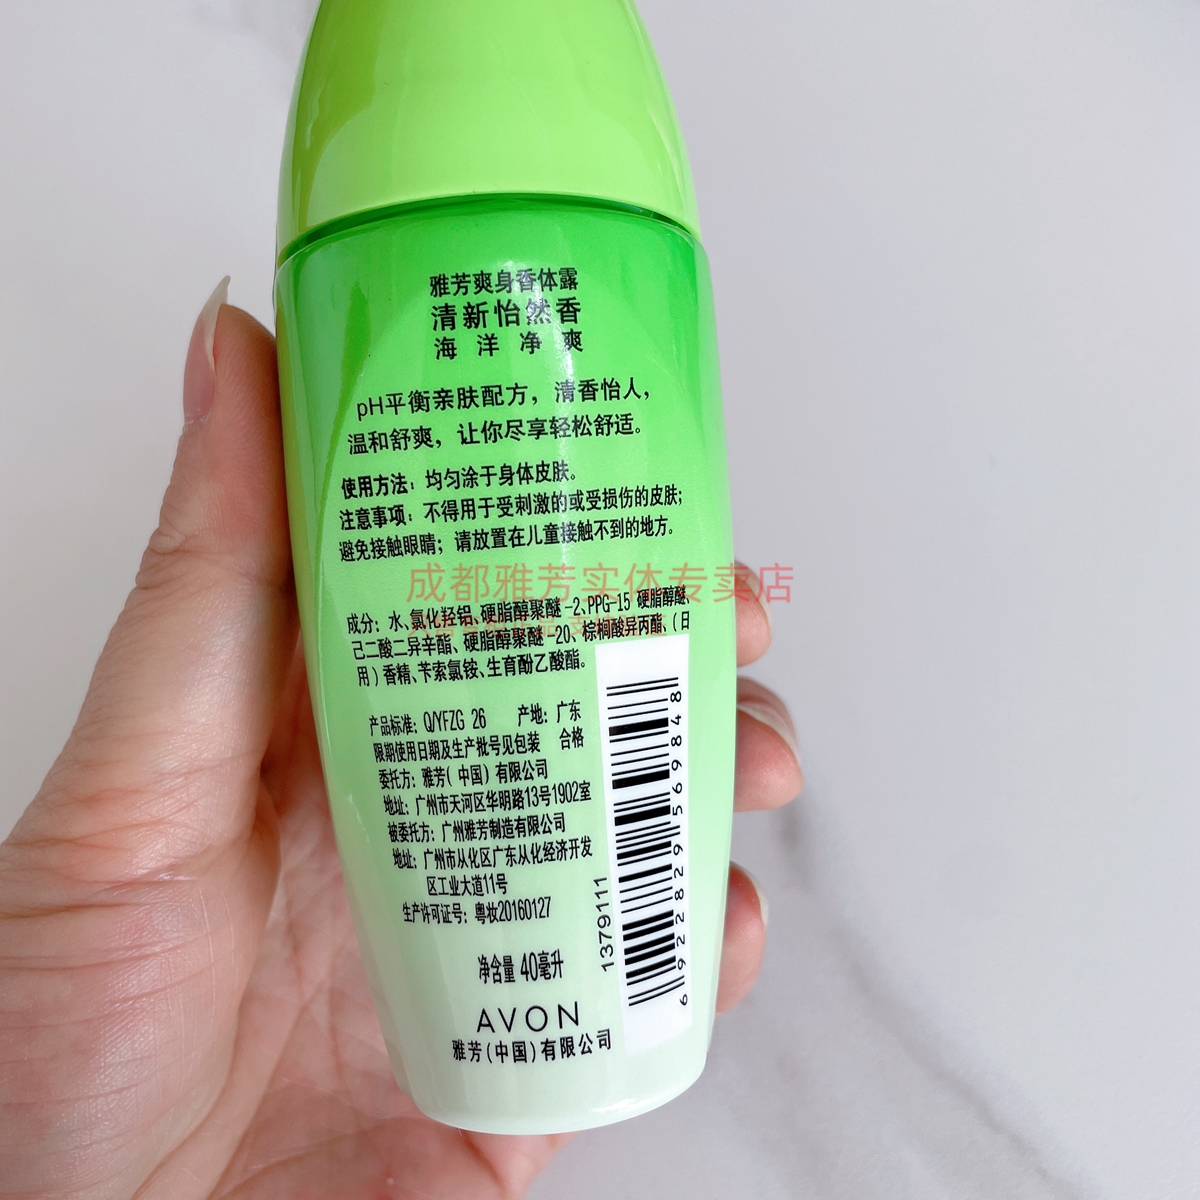 雅芳爽身香体露
清新怡然香
海洋净爽
pH平衡亲肤配方，清香怡人，
温和舒爽，让你尽享轻松舒适。
使用方法：均匀涂于身体皮肤。
注意事项：不得用于受刺激的或受损伤的皮肤；
避免接触眼睛；请放置在儿童接触不到的地方。
成都雅芳实体专卖店
成分：水、氯化羟铝、硬脂醇聚醚-2、PPG-15 硬脂醇醚、
己二酸二异辛酯、硬脂醇聚醚-20、棕榈酸异丙酯、（日
用）香精、苄索氯铵、生育酚乙酸酯。
产品标准：Q/YFZG 26 产地：广东
限期使用日期及生产批号见包装 合格
委托方：雅芳（中国）有限公司
地址：广州市天河区华明路13号1902室
被委托方：广州雅芳制造有限公司
地址：广州市从化区广东从化经济开发
区工业大道11号
生产许可证号：粤妆20160127
净含量 40毫升
AVON
雅芳（中国）有限公司
1379111
6922829569848